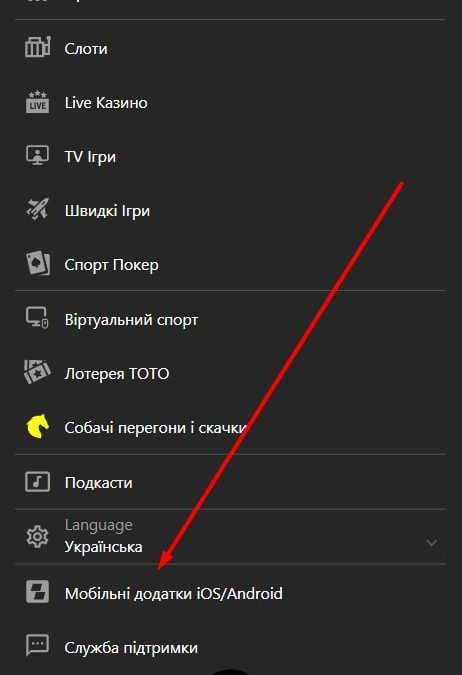 Слоти
LIVE
Live Казино
TV Ігри
Швидкі Ігри
Спорт Покер
Віртуальний спорт
Лотерея ТОТО
Собачі перегони і скачки
Подкасти
Language
Українська
Мобільні додатки iOS/Android
Служба підтримки